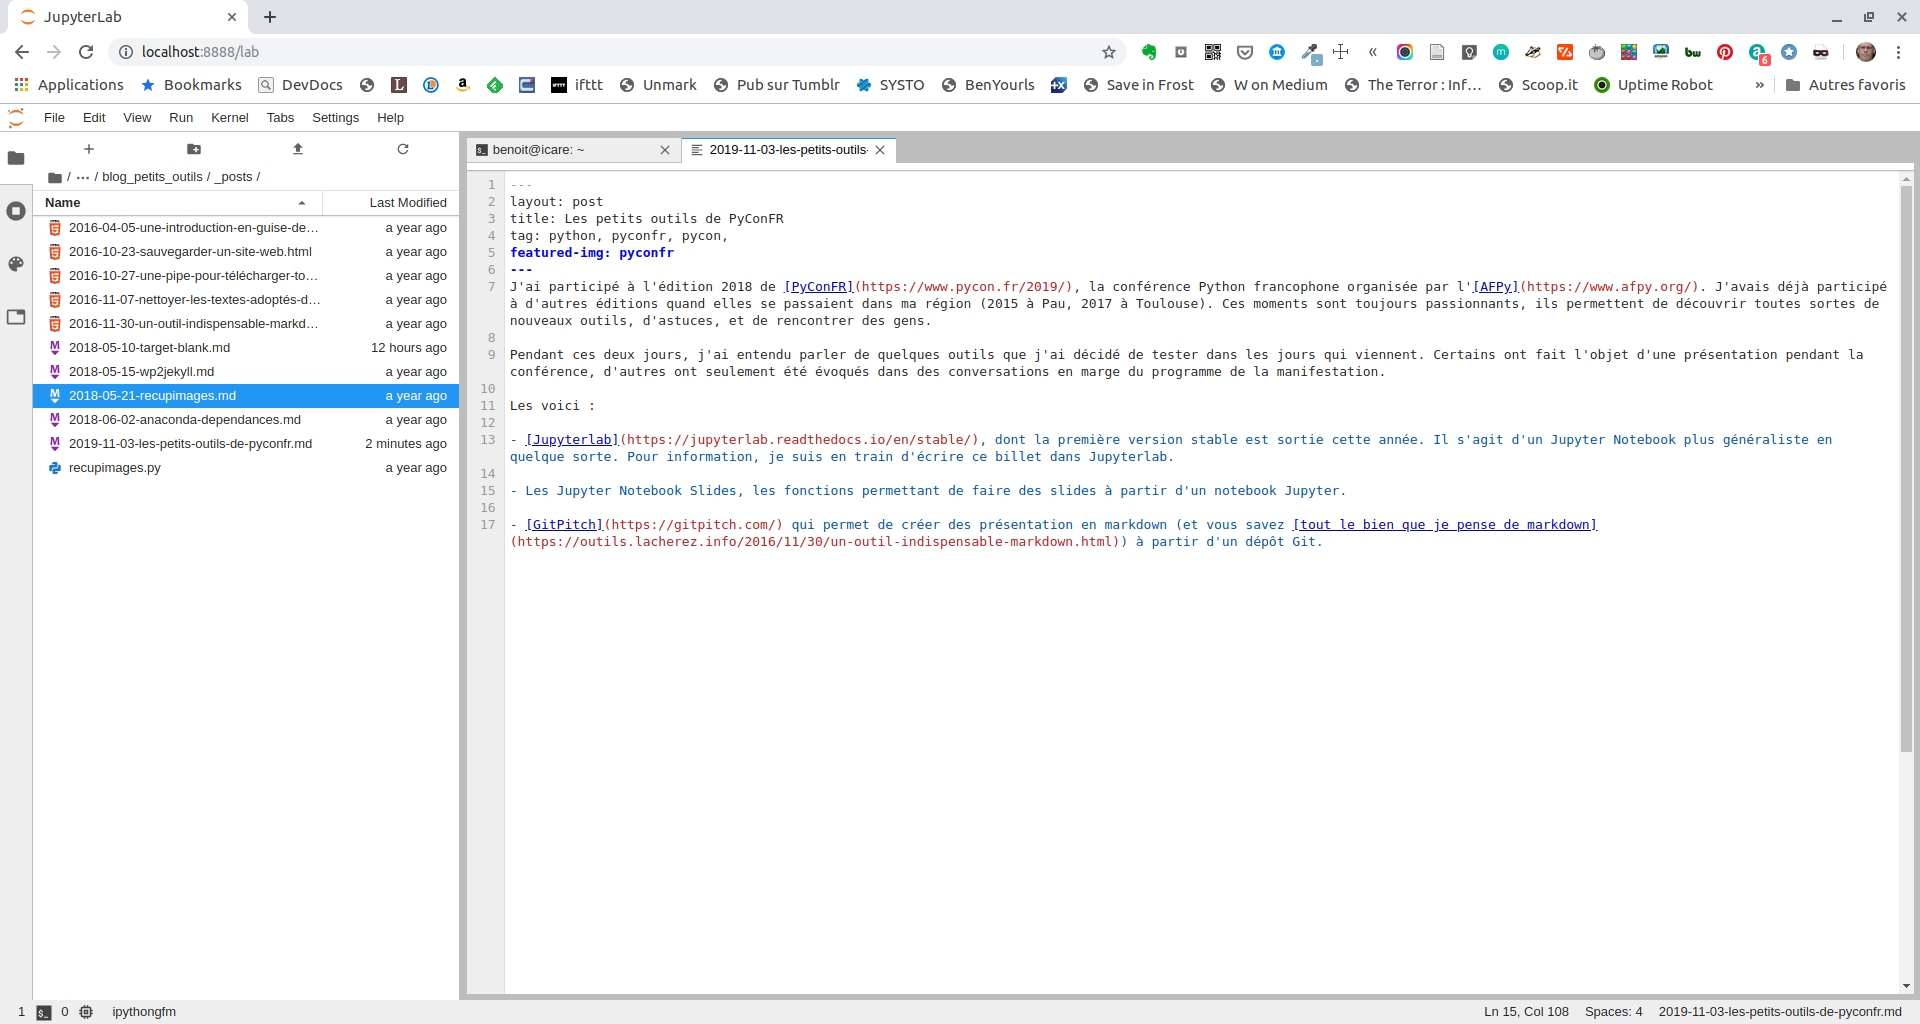 JupyterLab
localhost:8888/lab
6
Applications
Bookmarks
DevDocs
L
a
IFTTT
ifttt
Unmark
Pub sur Tumblr
SYSTO
BenYourls
Save in Frost
W on Medium
The Terror : Inf…
Scoop.it
Uptime Robot
»
Autres favoris
File Edit View Run Kernel Tabs Settings Help
/ ··· / blog_petits_outils / _posts /
Name Last Modified
2016-04-05-une-introduction-en-guise-de… a year ago
2016-10-23-sauvegarder-un-site-web.html a year ago
2016-10-27-une-pipe-pour-télécharger-to… a year ago
2016-11-07-nettoyer-les-textes-adoptés-d… a year ago
2016-11-30-un-outil-indispensable-markd… a year ago
2018-05-10-target-blank.md 12 hours ago
2018-05-15-wp2jekyll.md a year ago
2018-05-21-recupimages.md a year ago
2018-06-02-anaconda-dependances.md a year ago
2019-11-03-les-petits-outils-de-pyconfr.md 2 minutes ago
recupimages.py a year ago
benoit@icare: ~
2019-11-03-les-petits-outils-
1 ---
2 layout: post
3 title: Les petits outils de PyConFR
4 tag: python, pyconfr, pycon,
5 featured-img: pyconfr
6 ---
7 J'ai participé à l'édition 2018 de [PyConFR](https://www.pycon.fr/2019/), la conférence Python francophone organisée par l'[AFPy](https://www.afpy.org/). J'avais déjà participé
à d'autres éditions quand elles se passaient dans ma région (2015 à Pau, 2017 à Toulouse). Ces moments sont toujours passionnants, ils permettent de découvrir toutes sortes de
nouveaux outils, d'astuces, et de rencontrer des gens.
8
9 Pendant ces deux jours, j'ai entendu parler de quelques outils que j'ai décidé de tester dans les jours qui viennent. Certains ont fait l'objet d'une présentation pendant la
conférence, d'autres ont seulement été évoqués dans des conversations en marge du programme de la manifestation.
10
11 Les voici :
12
13 - [Jupyterlab](https://jupyterlab.readthedocs.io/en/stable/), dont la première version stable est sortie cette année. Il s'agit d'un Jupyter Notebook plus généraliste en
quelque sorte. Pour information, je suis en train d'écrire ce billet dans Jupyterlab.
14
15 - Les Jupyter Notebook Slides, les fonctions permettant de faire des slides à partir d'un notebook Jupyter.
16
17 - [GitPitch](https://gitpitch.com/) qui permet de créer des présentation en markdown (et vous savez [tout le bien que je pense de markdown]
(https://outils.lacherez.info/2016/11/30/un-outil-indispensable-markdown.html)) à partir d'un dépôt Git.
1 0 ipythongfm
Ln 15, Col 108 Spaces: 4 2019-11-03-les-petits-outils-de-pyconfr.md